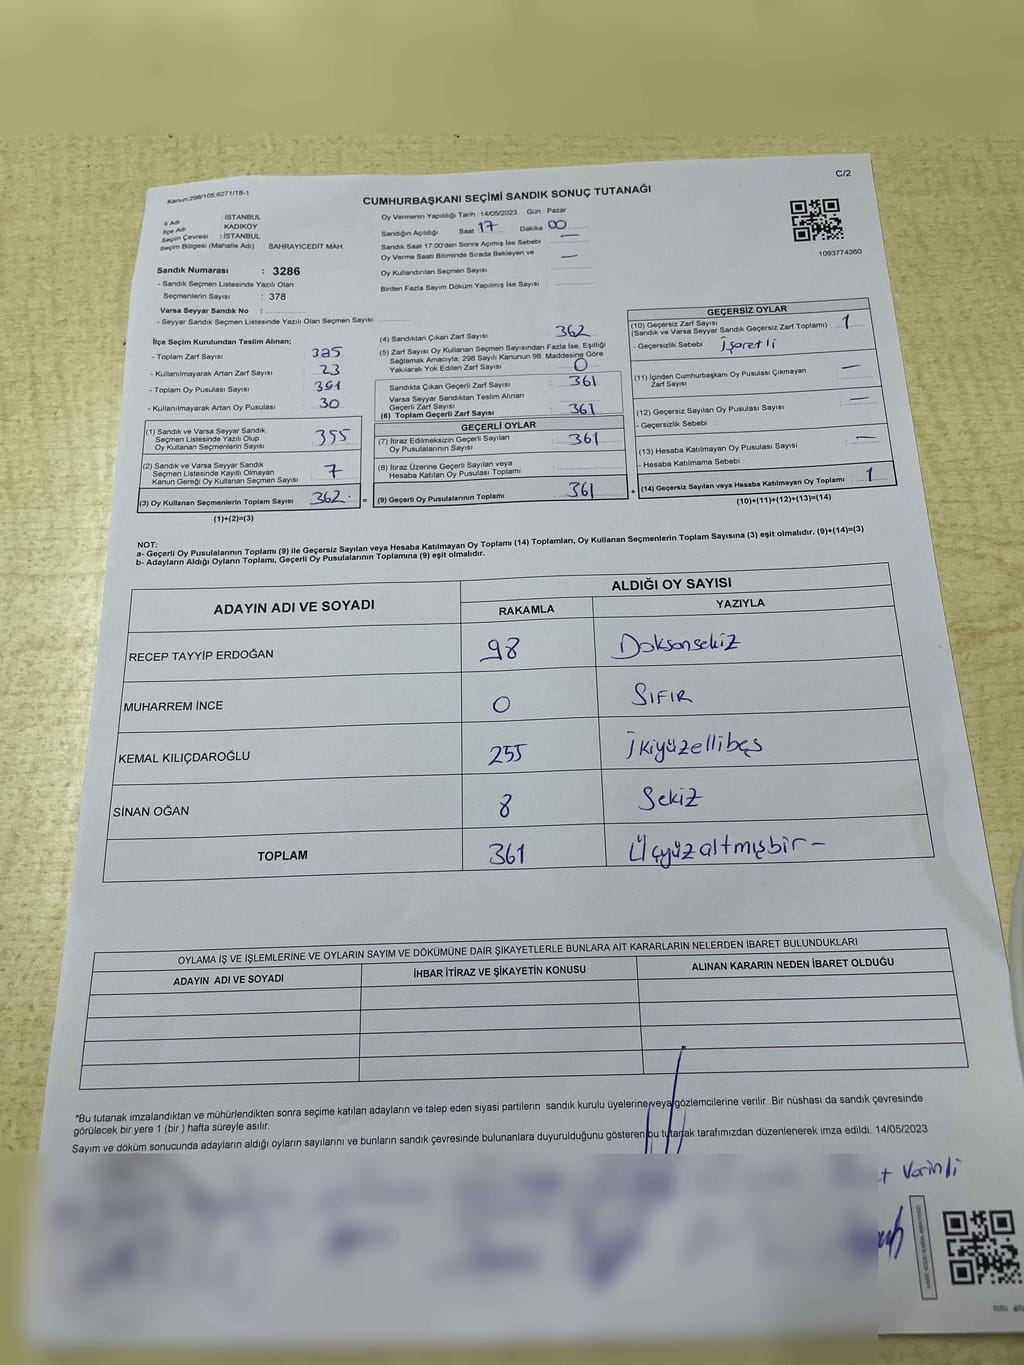 Kanun:298/105,6271/18-1
C/2
CUMHURBAŞKANI SEÇİMİ SANDIK SONUÇ TUTANAĞI
İl Adı : İSTANBUL
İlçe Adı KADIKÖY
Seçim Çevresi : İSTANBUL
Seçim Bölgesi (Mahalle Adı) : SAHRAYICEDİT MAH.
Sandık Numarası : 3286
- Sandık Seçmen Listesinde Yazılı Olan
Seçmenlerin Sayısı : 378
Varsa Seyyar Sandık No :
- Seyyar Sandık Seçmen Listesinde Yazılı Olan Seçmen Sayısı
Oy Vermenin Yapıldığı Tarih :14/05/2023 Gün : Pazar
Sandığın Açıldığı Saat 17 Dakika 00
Sandık Saat 17.00'den Sonra Açımış İse Sebebi : —
Oy Verme Saati Bitiminde Sırada Bekleyen ve
Oy Kullandırılan Seçmen Sayısı : —
Birden Fazla Sayım Döküm Yapılmış İse Sayısı :
1093774360
İlçe Seçim Kurulundan Teslim Alınan;
- Toplam Zarf Sayısı : 385
- Kullanılmayarak Artan Zarf Sayısı : 23
- Toplam Oy Pusulası Sayısı : 391
- Kullanılmayarak Artan Oy Pusulası : 30
(1) Sandık ve Varsa Seyyar Sandık
Seçmen Listesinde Yazılı Olup
Oy Kullanan Seçmenlerin Sayısı : 355
(2) Sandık ve Varsa Seyyar Sandık
Seçmen Listesinde Kayıtlı Olmayan
Kanun Gereği Oy Kullanan Seçmen Sayısı : 7
(3) Oy Kullanan Seçmenlerin Toplam Sayısı : 362
(1)+(2)=(3)
(4) Sandıktan Çıkan Zarf Sayısı : 362
(5) Zarf Sayısı Oy Kullanan Seçmen Sayısından Fazla İse, Eşitliği
Sağlamak Amacıyla; 298 Sayılı Kanunun 98. Maddesine Göre
Yakılarak Yok Edilen Zarf Sayısı : 0
Sandıkta Çıkan Geçerli Zarf Sayısı : 361
Varsa Seyyar Sandıktan Teslim Alınan
Geçerli Zarf Sayısı
(6) Toplam Geçerli Zarf Sayısı : 361
GEÇERLİ OYLAR
(7) İtiraz Edilmeksizin Geçerli Sayılan
Oy Pusulalarının Sayısı : 361
(8) İtiraz Üzerine Geçerli Sayılan veya
Hesaba Katılan Oy Pusulası Toplamı :
= (9) Geçerli Oy Pusulalarının Toplamı : 361
GEÇERSİZ OYLAR
(10) Geçersiz Zarf Sayısı
(Sandık ve Varsa Seyyar Sandık Geçersiz Zarf Toplamı) : 1
- Geçersizlik Sebebi : İşaretli
(11) İçinden Cumhurbaşkanı Oy Pusulası Çıkmayan
Zarf Sayısı : —
(12) Geçersiz Sayılan Oy Pusulası Sayısı : —
- Geçersizlik Sebebi :
(13) Hesaba Katılmayan Oy Pusulası Sayısı : —
- Hesaba Katılmama Sebebi :
+ (14) Geçersiz Sayılan veya Hesaba Katılmayan Oy Toplamı : 1
(10)+(11)+(12)+(13)=(14)
NOT:
a- Geçerli Oy Pusulalarının Toplamı (9) ile Geçersiz Sayılan veya Hesaba Katılmayan Oy Toplamı (14) Toplamları, Oy Kullanan Seçmenlerin Toplam Sayısına (3) eşit olmalıdır. (9)+(14)=(3)
b- Adayların Aldığı Oyların Toplamı, Geçerli Oy Pusulalarının Toplamına (9) eşit olmalıdır.
ADAYIN ADI VE SOYADI
ALDIĞI OY SAYISI
RAKAMLA YAZIYLA
RECEP TAYYİP ERDOĞAN 98 Doksansekiz
MUHARREM İNCE 0 SIFIR
KEMAL KILIÇDAROĞLU 255 İkiyüzellibeş
SİNAN OĞAN 8 Sekiz
TOPLAM 361 Üçyüzaltmışbir -
OYLAMA İŞ VE İŞLEMLERİNE VE OYLARIN SAYIM VE DÖKÜMÜNE DAİR ŞİKAYETLERLE BUNLARA AİT KARARLARIN NELERDEN İBARET BULUNDUKLARI
ADAYIN ADI VE SOYADI İHBAR İTİRAZ VE ŞİKAYETİN KONUSU ALINAN KARARIN NEDEN İBARET OLDUĞU
*Bu tutanak imzalandıktan ve mühürlendikten sonra seçime katılan adayların ve talep eden siyasi partilerin sandık kurulu üyelerine veya gözlemcilerine verilir .Bir nüshası da sandık çevresinde
görülecek bir yere 1 (bir ) hafta süreyle asılır.
Sayım ve döküm sonucunda adayların aldığı oyların sayılarını ve bunların sandık çevresinde bulunanlara duyurulduğunu gösteren bu tutanak tarafımızdan düzenlenerek imza edildi. 14/05/2023